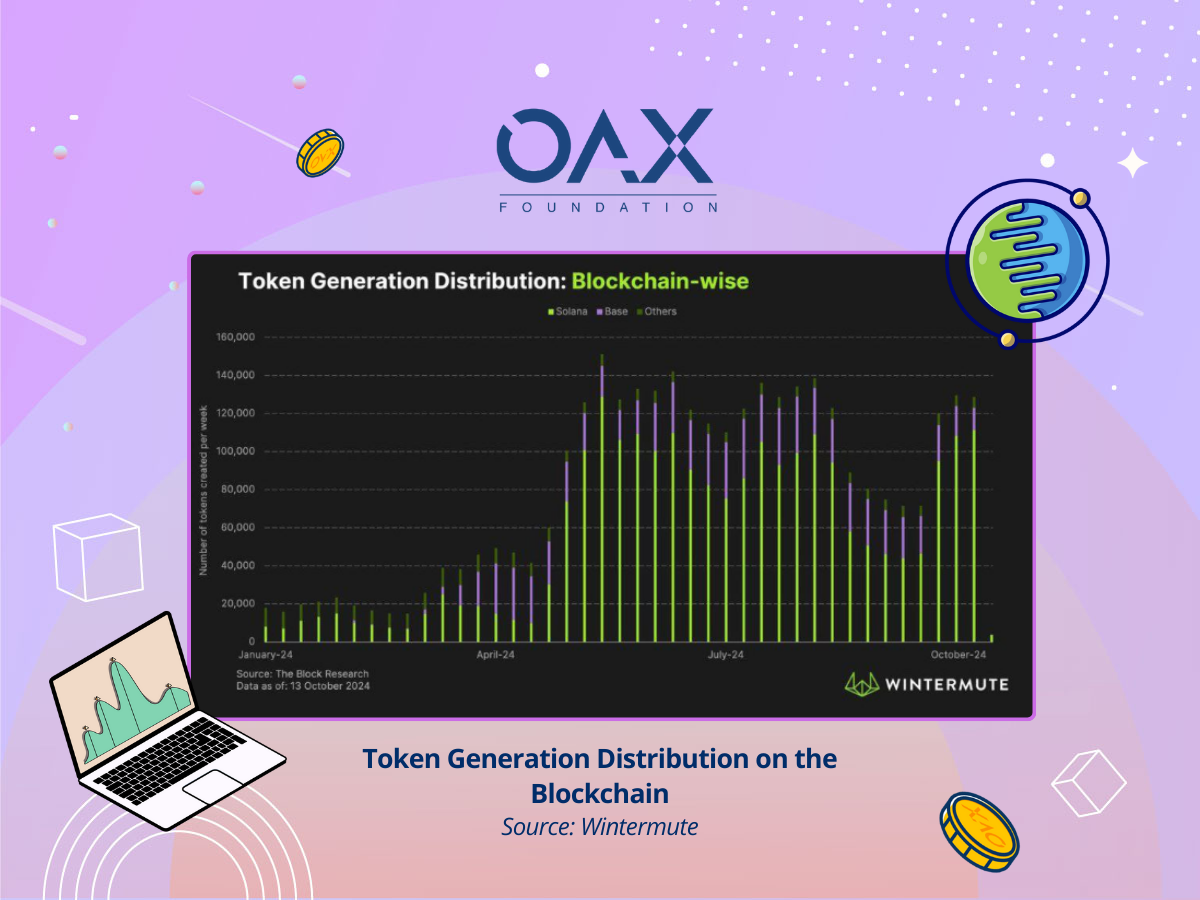 OAX
FOUNDATION
Token Generation Distribution: Blockchain-wise
Solana Base Others
Number of tokens created per week
160,000
140,000
120,000
100,000
80,000
60,000
40,000
20,000
0
January-24 April-24 July-24 October-24
Source: The Block Research
Data as of: 13 October 2024
WINTERMUTE
Token Generation Distribution on the
Blockchain
Source: Wintermute